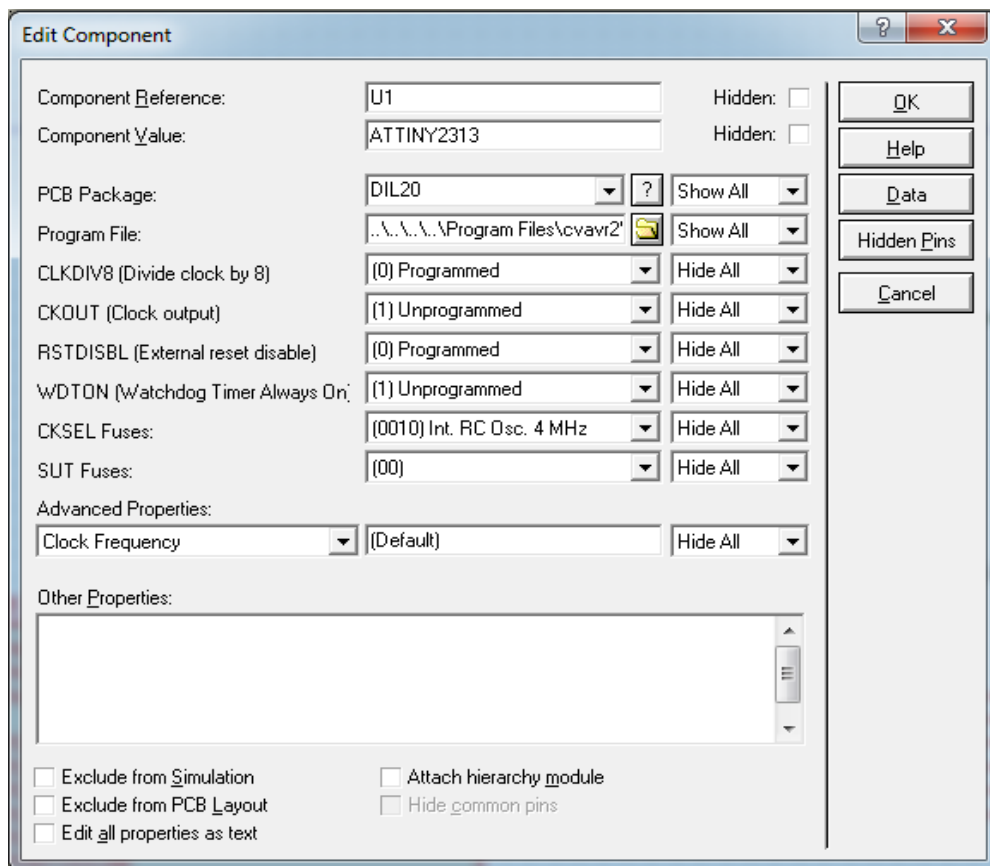 Edit Component
Component Reference: U1 Hidden: OK
Component Value: ATTINY2313 Hidden: Help
PCB Package: DIL20 ? Show All Data
Program File: ..\..\..\..\Program Files\cvavr2' Show All Hidden Pins
CLKDIV8 (Divide clock by 8) (0) Programmed Hide All
Cancel
CKOUT (Clock output) (1) Unprogrammed Hide All
RSTDISBL (External reset disable) (0) Programmed Hide All
WDTON (Watchdog Timer Always On) (1) Unprogrammed Hide All
CKSEL Fuses: (0010) Int. RC Osc. 4 MHz Hide All
SUT Fuses: (00) Hide All
Advanced Properties:
Clock Frequency (Default) Hide All
Other Properties:
Exclude from Simulation Attach hierarchy module
Exclude from PCB Layout Hide common pins
Edit all properties as text